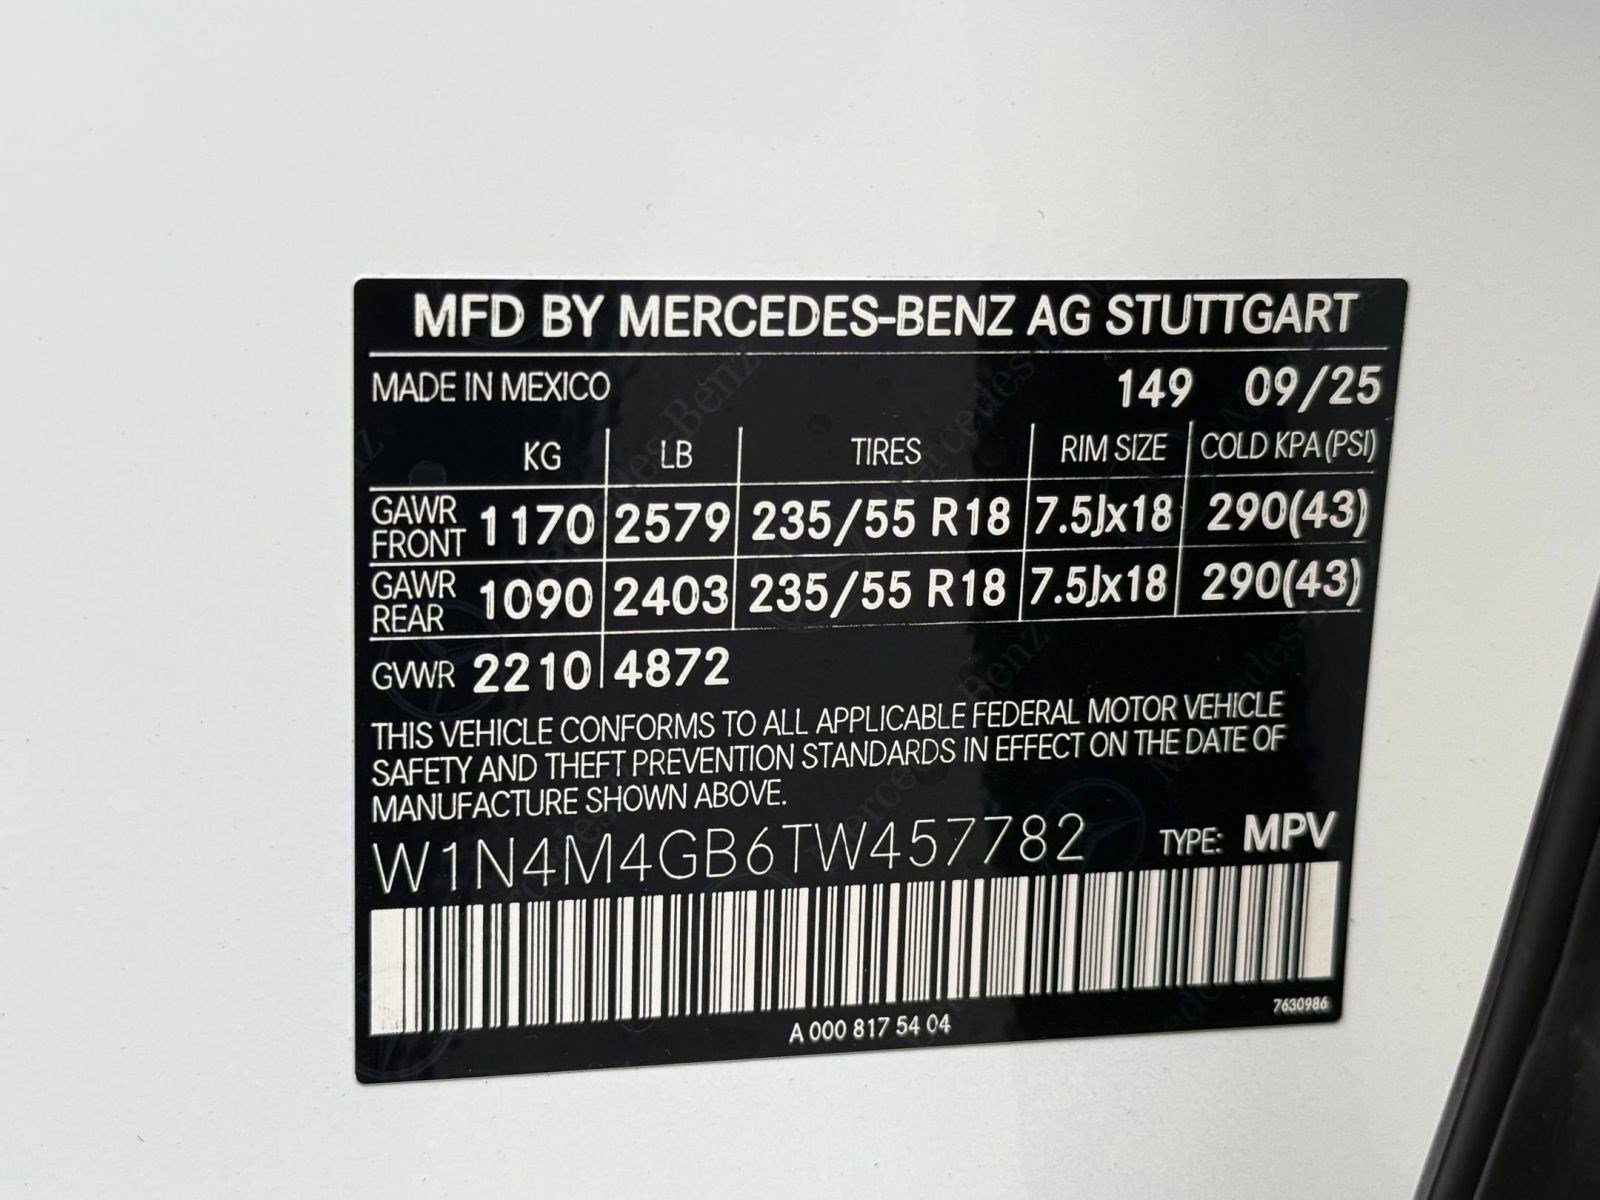 MFD BY MERCEDES-BENZ AG STUTTGART
MADE IN MEXICO 149 09/25
KG LB TIRES RIM SIZE COLD KPA(PSI)
GAWR FRONT 1170 2579 235/55 R18 7.5Jx18 290(43)
GAWR REAR 1090 2403 235/55 R18 7.5Jx18 290(43)
GVWR 2210 4872
THIS VEHICLE CONFORMS TO ALL APPLICABLE FEDERAL MOTOR VEHICLE
SAFETY AND THEFT PREVENTION STANDARDS IN EFFECT ON THE DATE OF
MANUFACTURE SHOWN ABOVE.
W1N4M4GB6TW457782 TYPE: MPV
A 000 817 54 04
7630986